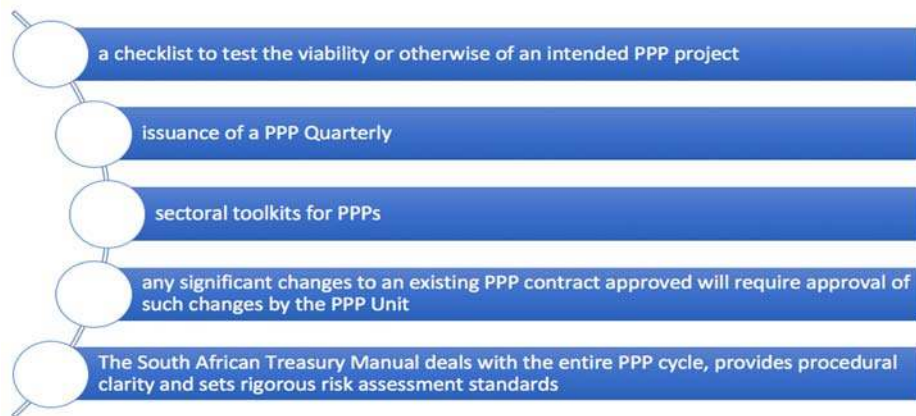 a checklist to test the viability or otherwise of an intended PPP project
issuance of a PPP Quarterly
sectoral toolkits for PPPs
any significant changes to an existing PPP contract approved will require approval of
such changes by the PPP Unit
The South African Treasury Manual deals with the entire PPP cycle, provides procedural
clarity and sets rigorous risk assessment standards